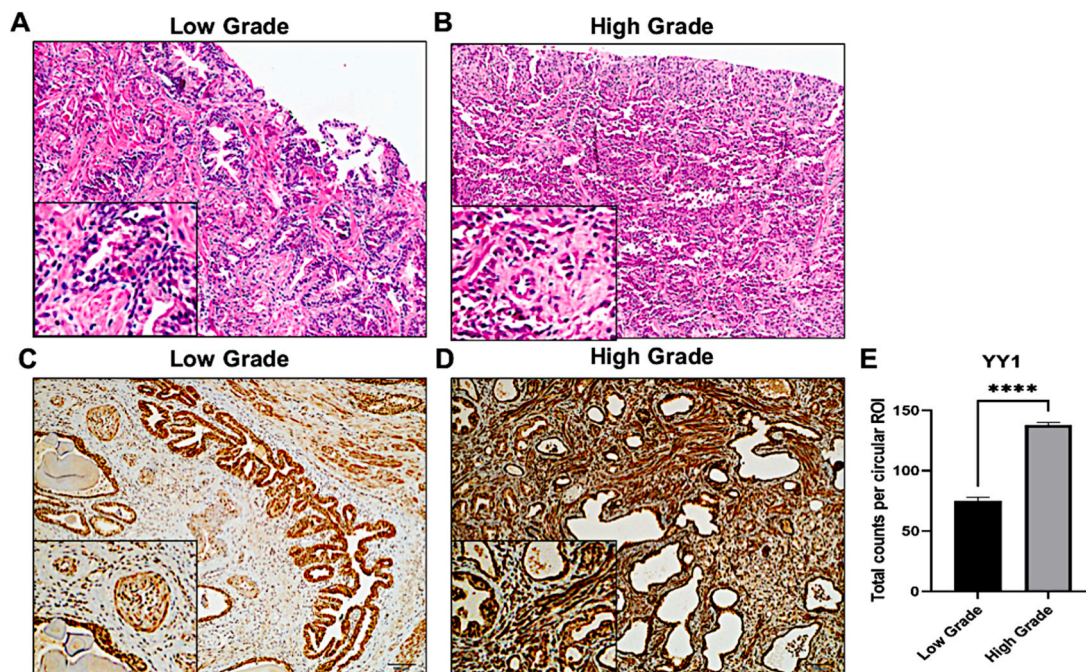 A
Low Grade
B
High Grade
C
Low Grade
D
High Grade
E
YY1
****
Total counts per circular ROI
150
100
50
0
Low Grade
High Grade